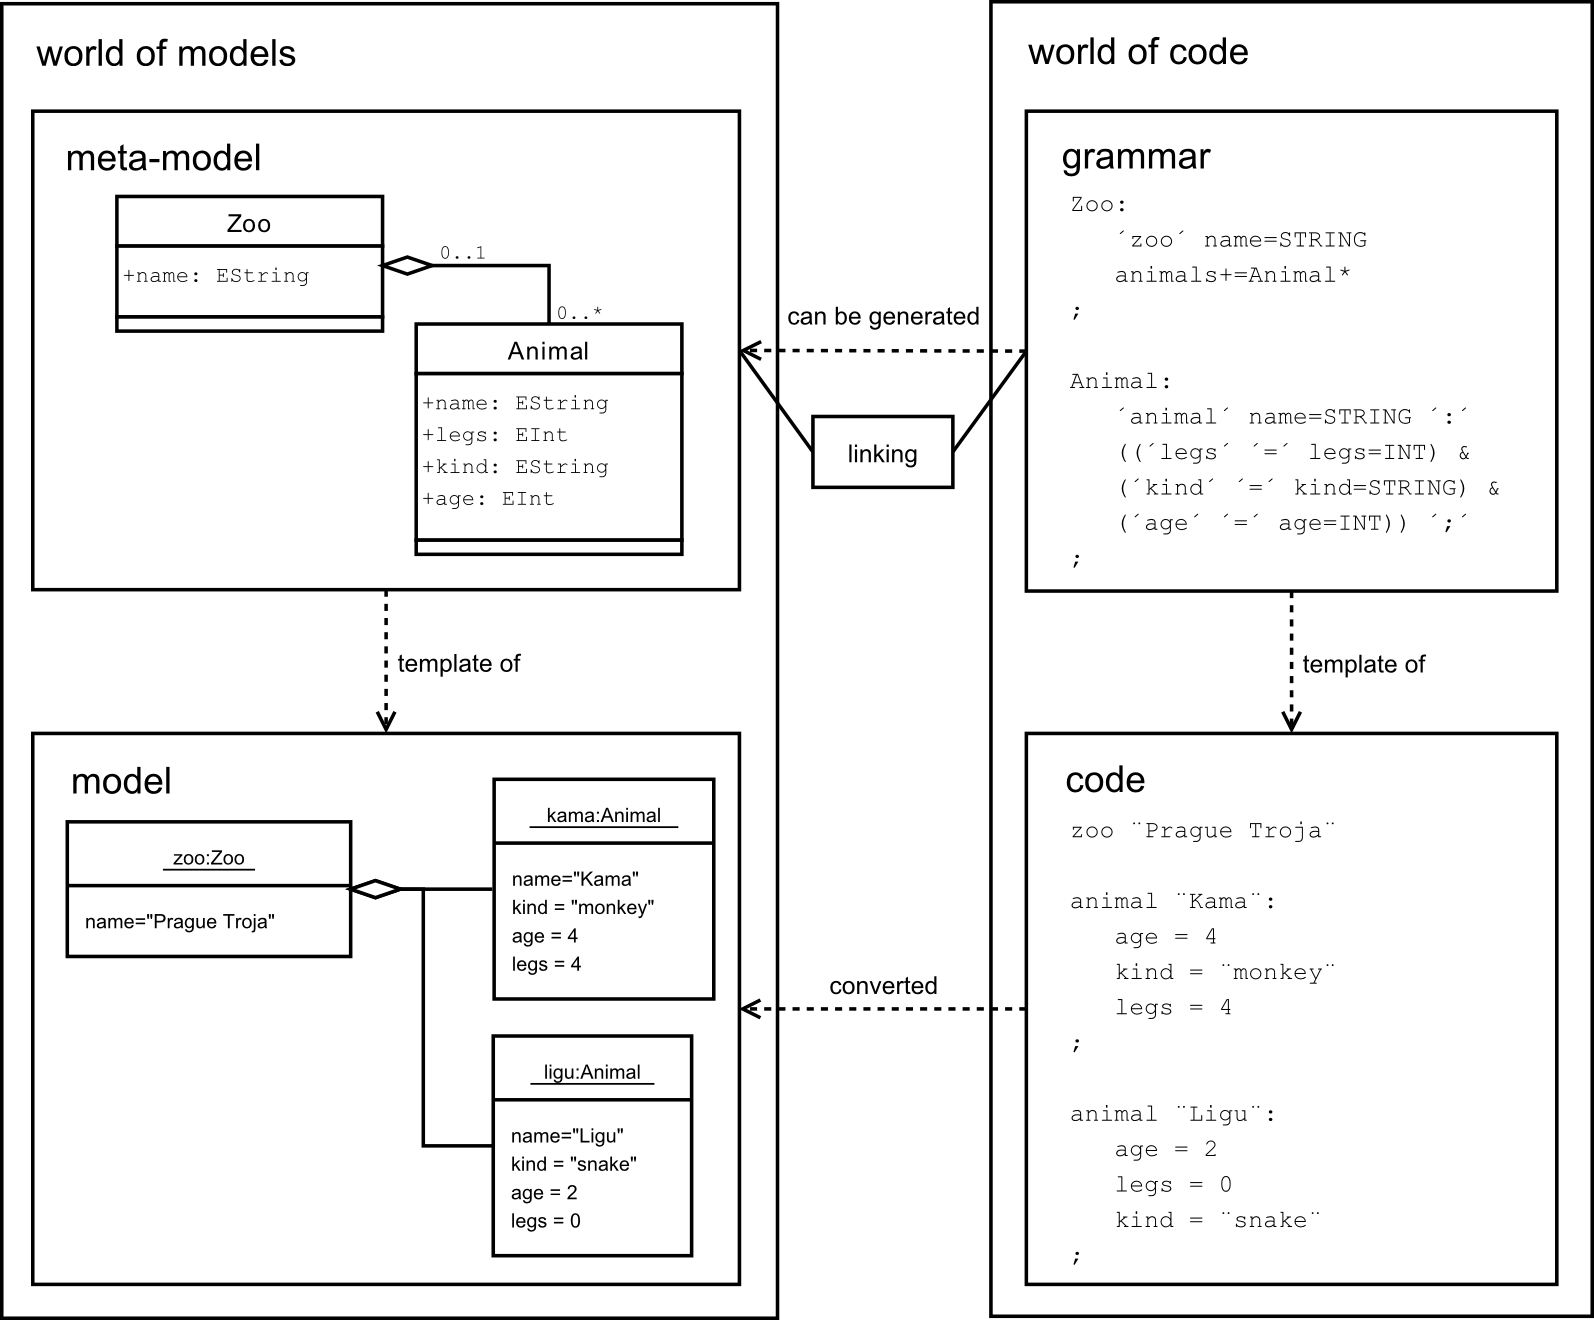 world of models
meta-model
Zoo
+name: EString
0..1
0..*
Animal
+name: EString
+legs: EInt
+kind: EString
+age: EInt
template of
model
zoo:Zoo
name="Prague Troja"
kama:Animal
name="Kama"
kind = "monkey"
age = 4
legs = 4
ligu:Animal
name="Ligu"
kind = "snake"
age = 2
legs = 0
can be generated
linking
converted
world of code
grammar
Zoo:
´zoo´ name=STRING
animals+=Animal*
;
Animal:
´animal´ name=STRING ´:´
((´legs´ ´=´ legs=INT) &
(´kind´ ´=´ kind=STRING) &
(´age´ ´=´ age=INT)) ´;´
;
template of
code
zoo ¨Prague Troja¨
animal ¨Kama¨:
age = 4
kind = ¨monkey¨
legs = 4
;
animal ¨Ligu¨:
age = 2
legs = 0
kind = ¨snake¨
;